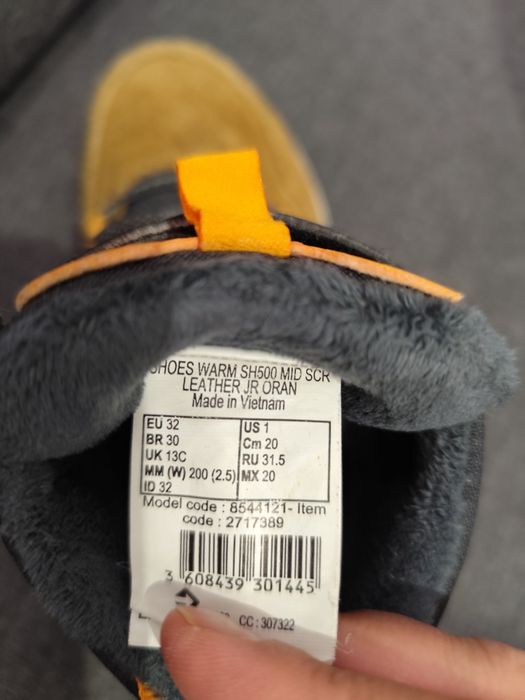 SHOES WARM SH500 MID SCR
LEATHER JR ORAN
Made in Vietnam
EU 32 US 1
BR 30 Cm 20
UK 13C RU 31.5
MM (W) 200 (2.5) MX 20
ID 32
Model code : 8544121- Item
code : 2717389
3 608439 301445
CC : 307322